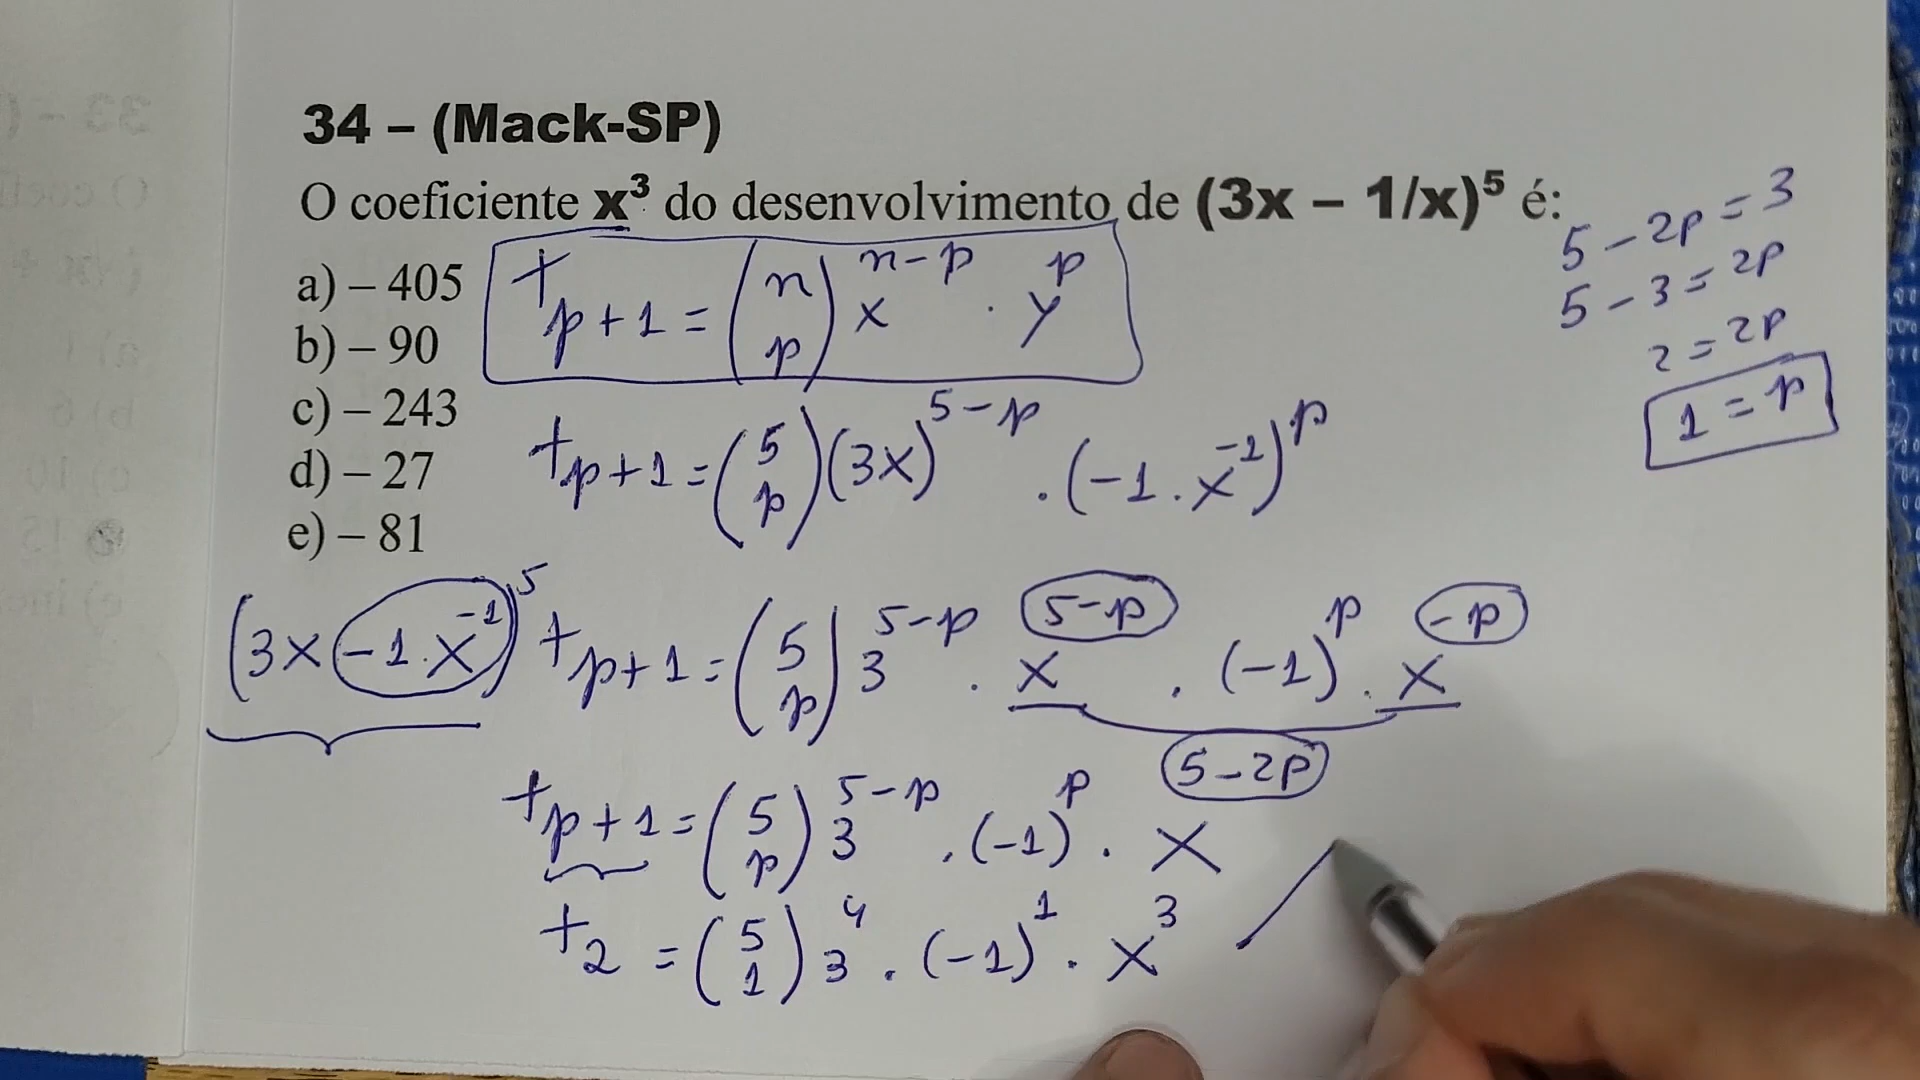 34 – (Mack-SP)
O coeficiente x³ do desenvolvimento de (3x – 1/x)⁵ é:
a) – 405
b) – 90
c) – 243
d) – 27
e) – 81
t_{p+1} = (n p) x^{n-p} . y^p
t_{p+1} = (5 p) (3x)^{5-p} . (-1 . x^{-1})^p
(3x -1 . x^{-1})^5
t_{p+1} = (5 p) 3^{5-p} . x^{5-p} . (-1)^p . x^{-p}
t_{p+1} = (5 p) 3^{5-p} . (-1)^p . x^{5-2p}
t_2 = (5 1) 3^4 . (-1)^1 . x^3
5 - 2p = 3
5 - 3 = 2p
2 = 2p
1 = p